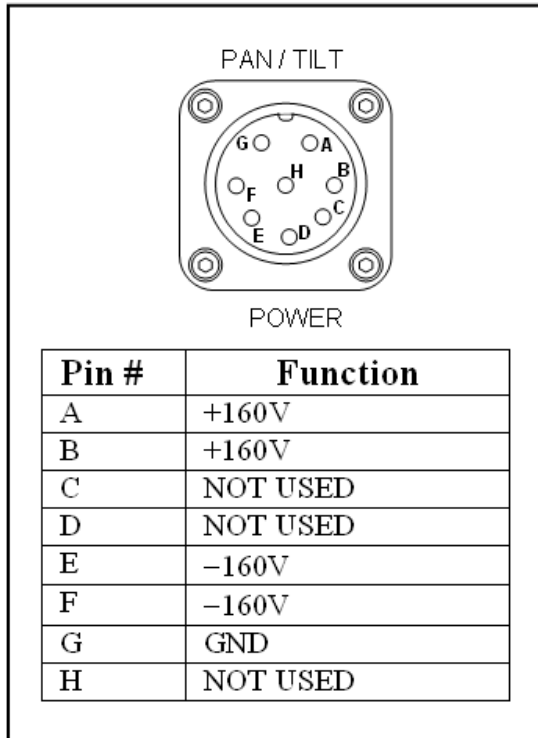 PAN / TILT
G A
H B
F
C
E D
POWER
Pin # Function
A +160V
B +160V
C NOT USED
D NOT USED
E −160V
F −160V
G GND
H NOT USED